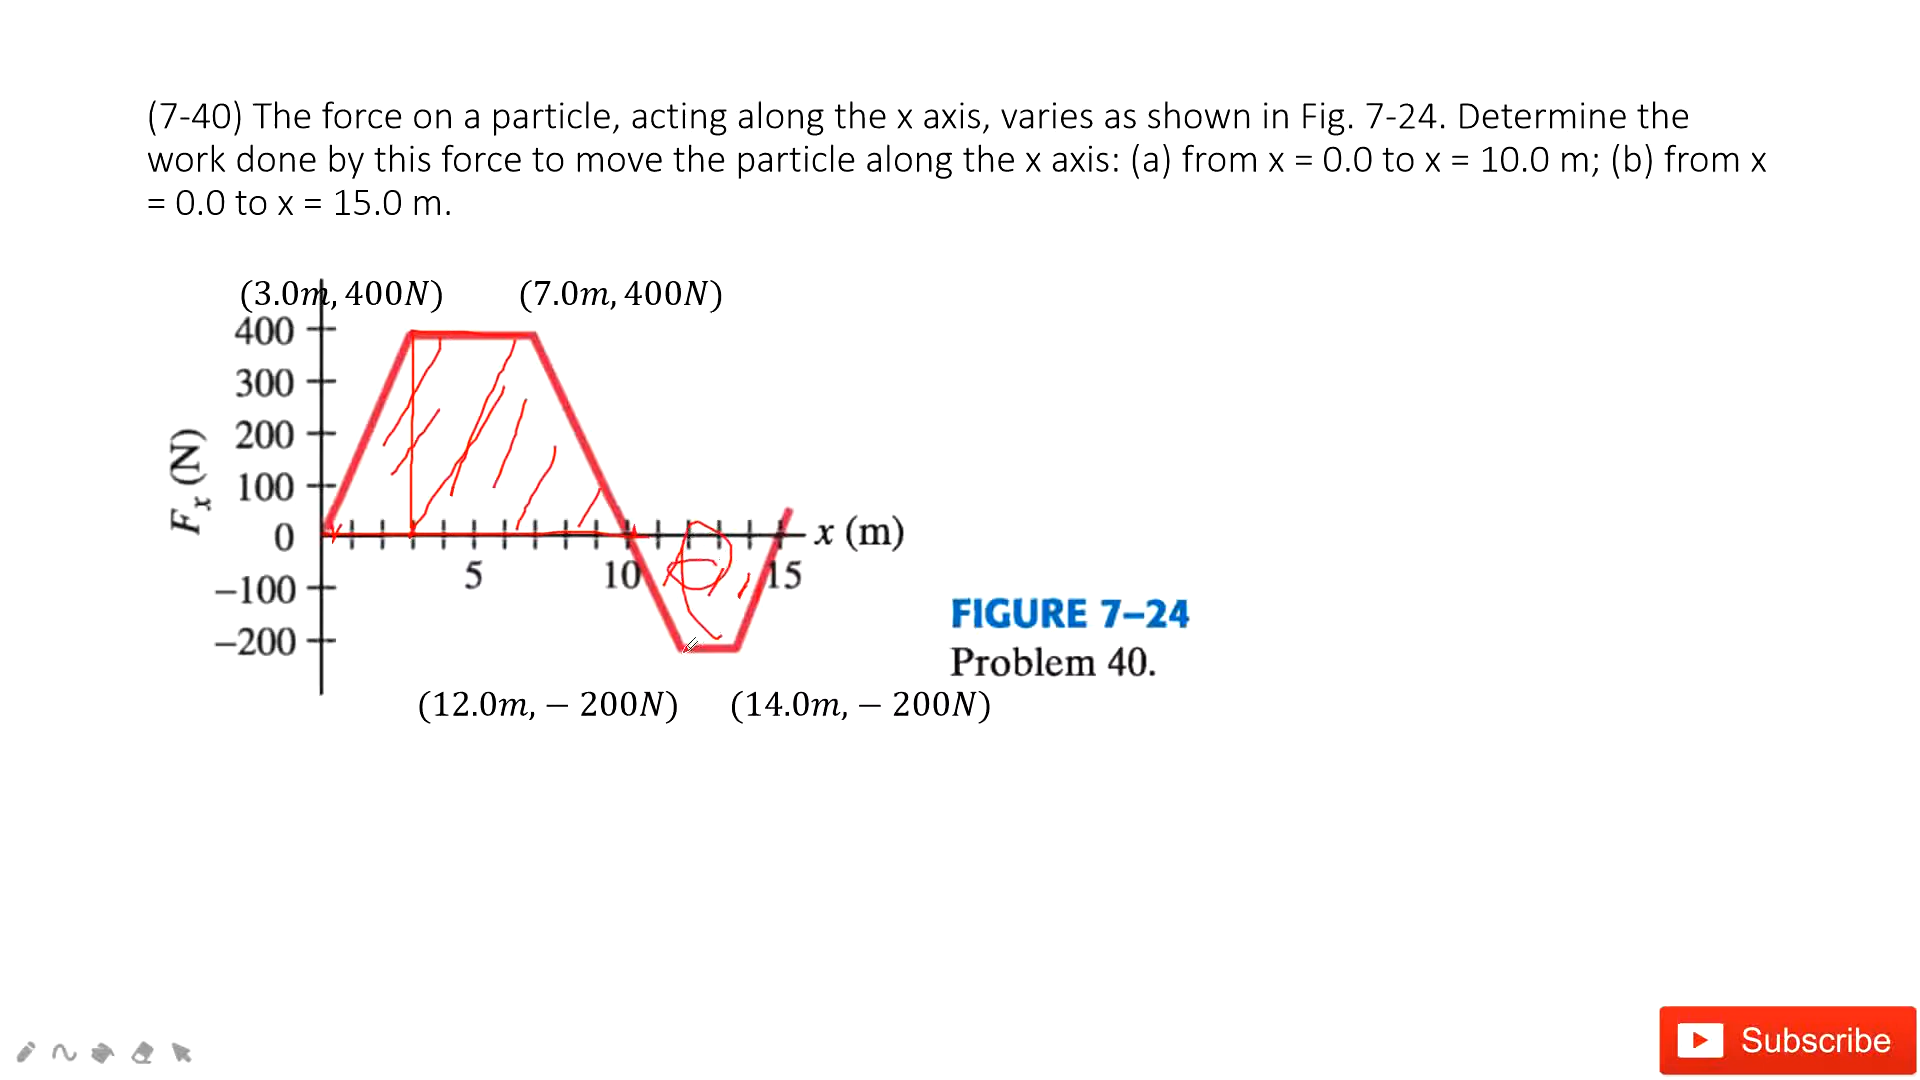 (7-40) The force on a particle, acting along the x axis, varies as shown in Fig. 7-24. Determine the
work done by this force to move the particle along the x axis: (a) from x = 0.0 to x = 10.0 m; (b) from x
= 0.0 to x = 15.0 m.
(3.0m, 400N) (7.0m, 400N)
400
300
200
100
0
−100
−200
Fx (N)
5 10 15
x (m)
FIGURE 7–24
Problem 40.
(12.0m, − 200N) (14.0m, − 200N)
Subscribe